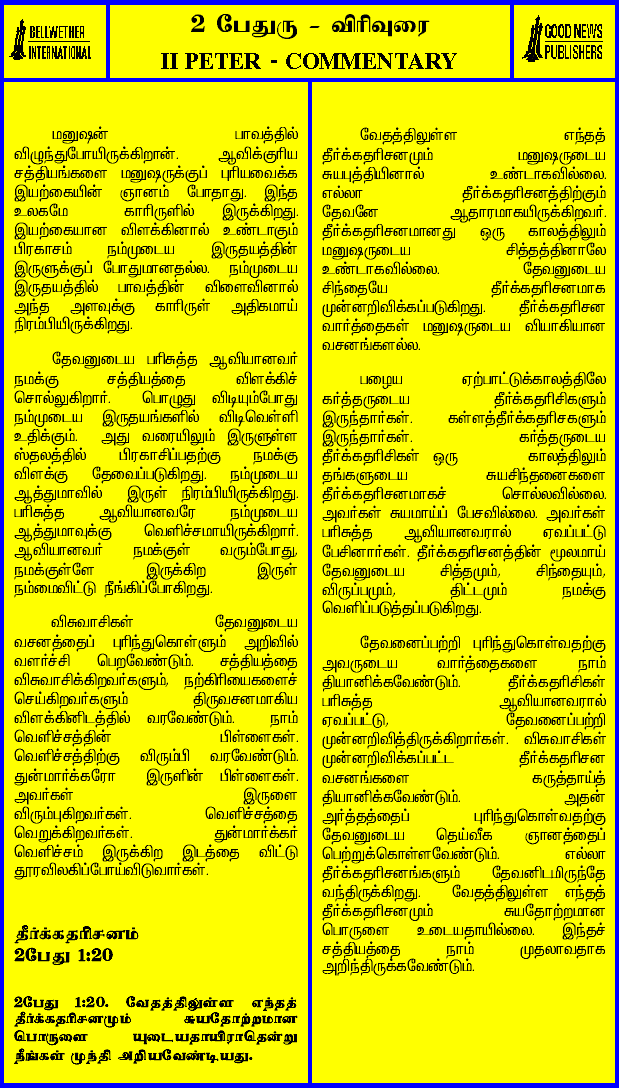 BELLWETHER
INTERNATIONAL
2 பேதுரு - விரிவுரை
II PETER - COMMENTARY
GOOD NEWS
PUBLISHERS
மனுஷன் பாவத்தில்
விழுந்துபோயிருக்கிறான். ஆவிக்குரிய
சத்தியங்களை மனுஷருக்குப் புரியவைக்க
இயற்கையின் ஞானம் போதாது. இந்த
உலகமே காரிருளில் இருக்கிறது.
இயற்கையான விளக்கினால் உண்டாகும்
பிரகாசம் நம்முடைய இருதயத்தின்
இருளுக்குப் போதுமானதல்ல. நம்முடைய
இருதயத்தில் பாவத்தின் விளைவினால்
அந்த அளவுக்கு காரிருள் அதிகமாய்
நிரம்பியிருக்கிறது.
தேவனுடைய பரிசுத்த ஆவியானவர்
நமக்கு சத்தியத்தை விளக்கிச்
சொல்லுகிறார். பொழுது விடியும்போது
நம்முடைய இருதயங்களில் விடிவெள்ளி
உதிக்கும். அது வரையிலும் இருளுள்ள
ஸ்தலத்தில் பிரகாசிப்பதற்கு நமக்கு
விளக்கு தேவைப்படுகிறது. நம்முடைய
ஆத்துமாவில் இருள் நிரம்பியிருக்கிறது.
பரிசுத்த ஆவியானவரே நம்முடைய
ஆத்துமாவுக்கு வெளிச்சமாயிருக்கிறார்.
ஆவியானவர் நமக்குள் வரும்போது,
நமக்குள்ளே இருக்கிற இருள்
நம்மைவிட்டு நீங்கிப்போகிறது.
விசுவாசிகள் தேவனுடைய
வசனத்தைப் புரிந்துகொள்ளும் அறிவில்
வளர்ச்சி பெறவேண்டும். சத்தியத்தை
விசுவாசிக்கிறவர்களும், நற்கிரியைகளைச்
செய்கிறவர்களும் திருவசனமாகிய
விளக்கினிடத்தில் வரவேண்டும். நாம்
வெளிச்சத்தின் பிள்ளைகள்.
வெளிச்சத்திற்கு விரும்பி வரவேண்டும்.
துன்மார்க்கரோ இருளின் பிள்ளைகள்.
அவர்கள் இருளை
விரும்புகிறவர்கள். வெளிச்சத்தை
வெறுக்கிறவர்கள். துன்மார்க்கர்
வெளிச்சம் இருக்கிற இடத்தை விட்டு
தூரவிலகிப்போய்விடுவார்கள்.
தீர்க்கதரிசனம்
2பேது 1:20
2பேது 1:20. வேதத்திலுள்ள எந்தத்
தீர்க்கதரிசனமும் சுயதோற்றமான
பொருளை யுடையதாயிராதென்று
நீங்கள் முந்தி அறியவேண்டியது.
வேதத்திலுள்ள எந்தத்
தீர்க்கதரிசனமும் மனுஷருடைய
சுயபுத்தியினால் உண்டாகவில்லை.
எல்லா தீர்க்கதரிசனத்திற்கும்
தேவனே ஆதாரமாகயிருக்கிறவர்.
தீர்க்கதரிசனமானது ஒரு காலத்திலும்
மனுஷருடைய சித்தத்தினாலே
உண்டாகவில்லை. தேவனுடைய
சிந்தையே தீர்க்கதரிசனமாக
முன்னறிவிக்கப்படுகிறது. தீர்க்கதரிசன
வார்த்தைகள் மனுஷருடைய வியாகியான
வசனங்களல்ல.
பழைய ஏற்பாட்டுக்காலத்திலே
கர்த்தருடைய தீர்க்கதரிசிகளும்
இருந்தார்கள். கள்ளத்தீர்க்கதரிசகளும்
இருந்தார்கள். கர்த்தருடைய
தீர்க்கதரிசிகள் ஒரு காலத்திலும்
தங்களுடைய சுயசிந்தனைகளை
தீர்க்கதரிசனமாகச் சொல்லவில்லை.
அவர்கள் சுயமாய்ப் பேசவில்லை. அவர்கள்
பரிசுத்த ஆவியானவரால் ஏவப்பட்டு
பேசினார்கள். தீர்க்கதரிசனத்தின் மூலமாய்
தேவனுடைய சித்தமும், சிந்தையும்,
விருப்பமும், திட்டமும் நமக்கு
வெளிப்படுத்தப்படுகிறது.
தேவனைப்பற்றி புரிந்துகொள்வதற்கு
அவருடைய வார்த்தைகளை நாம்
தியானிக்கவேண்டும். தீர்க்கதரிசிகள்
பரிசுத்த ஆவியானவரால்
ஏவப்பட்டு, தேவனைப்பற்றி
முன்னறிவித்திருக்கிறார்கள். விசுவாசிகள்
முன்னறிவிக்கப்பட்ட தீர்க்கதரிசன
வசனங்களை கருத்தாய்த்
தியானிக்கவேண்டும். அதன்
அர்த்தத்தைப் புரிந்துகொள்வதற்கு
தேவனுடைய தெய்வீக ஞானத்தைப்
பெற்றுக்கொள்ளவேண்டும். எல்லா
தீர்க்கதரிசனங்களும் தேவனிடமிருந்தே
வந்திருக்கிறது. வேதத்திலுள்ள எந்தத்
தீர்க்கதரிசனமும் சுயதோற்றமான
பொருளை உடையதாயில்லை. இந்தச்
சத்தியத்தை நாம் முதலாவதாக
அறிந்திருக்கவேண்டும்.